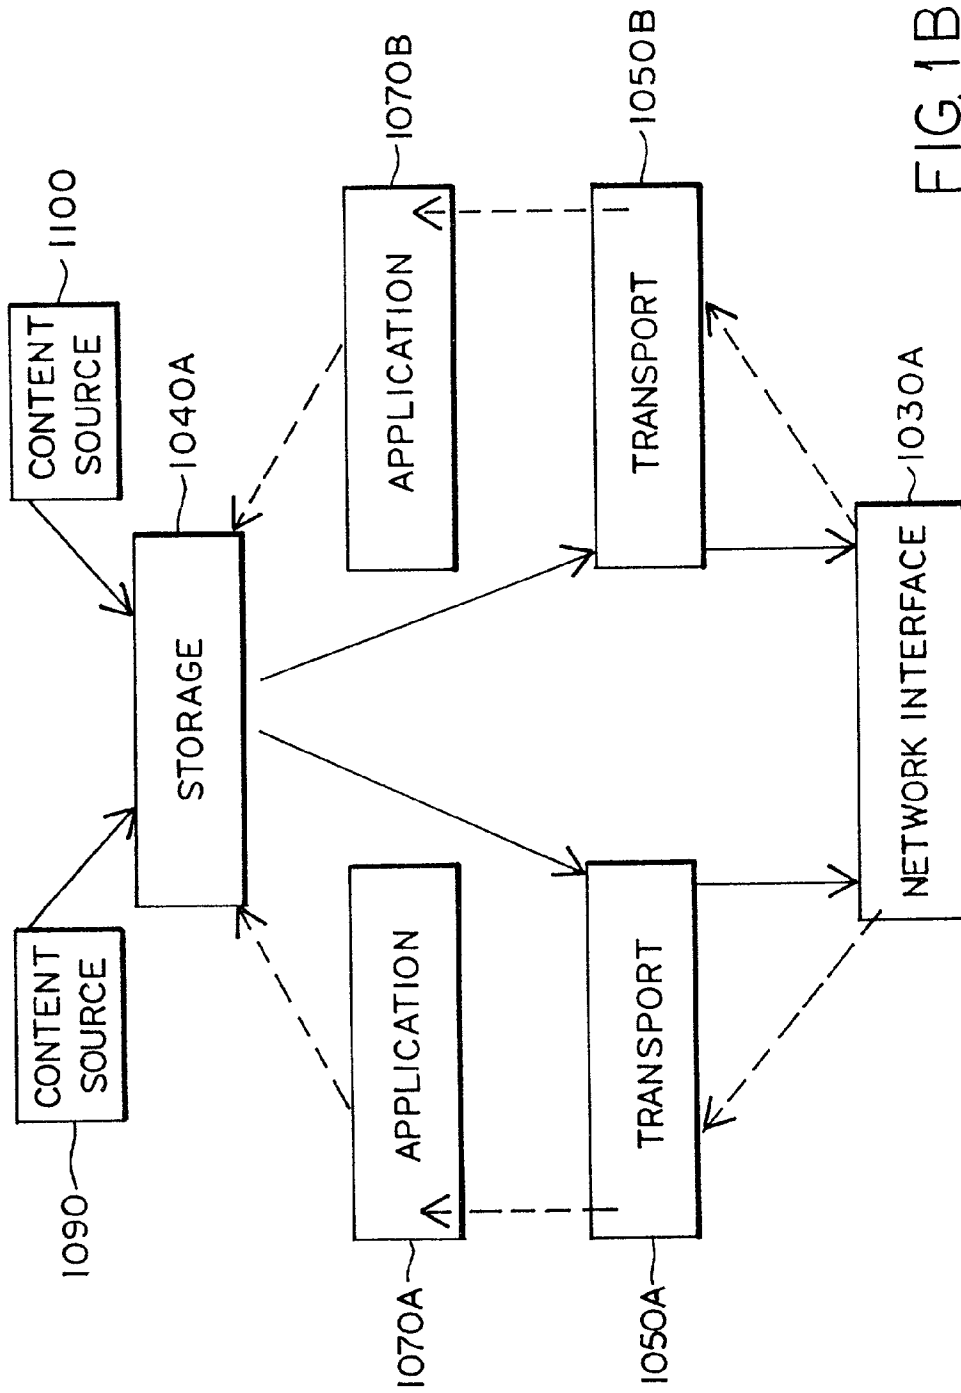 CONTENT
SOURCE
1090
CONTENT
SOURCE
1100
STORAGE
1040A
APPLICATION
1070A
APPLICATION
1070B
TRANSPORT
1050A
TRANSPORT
1050B
NETWORK INTERFACE
1030A
FIG. 1B